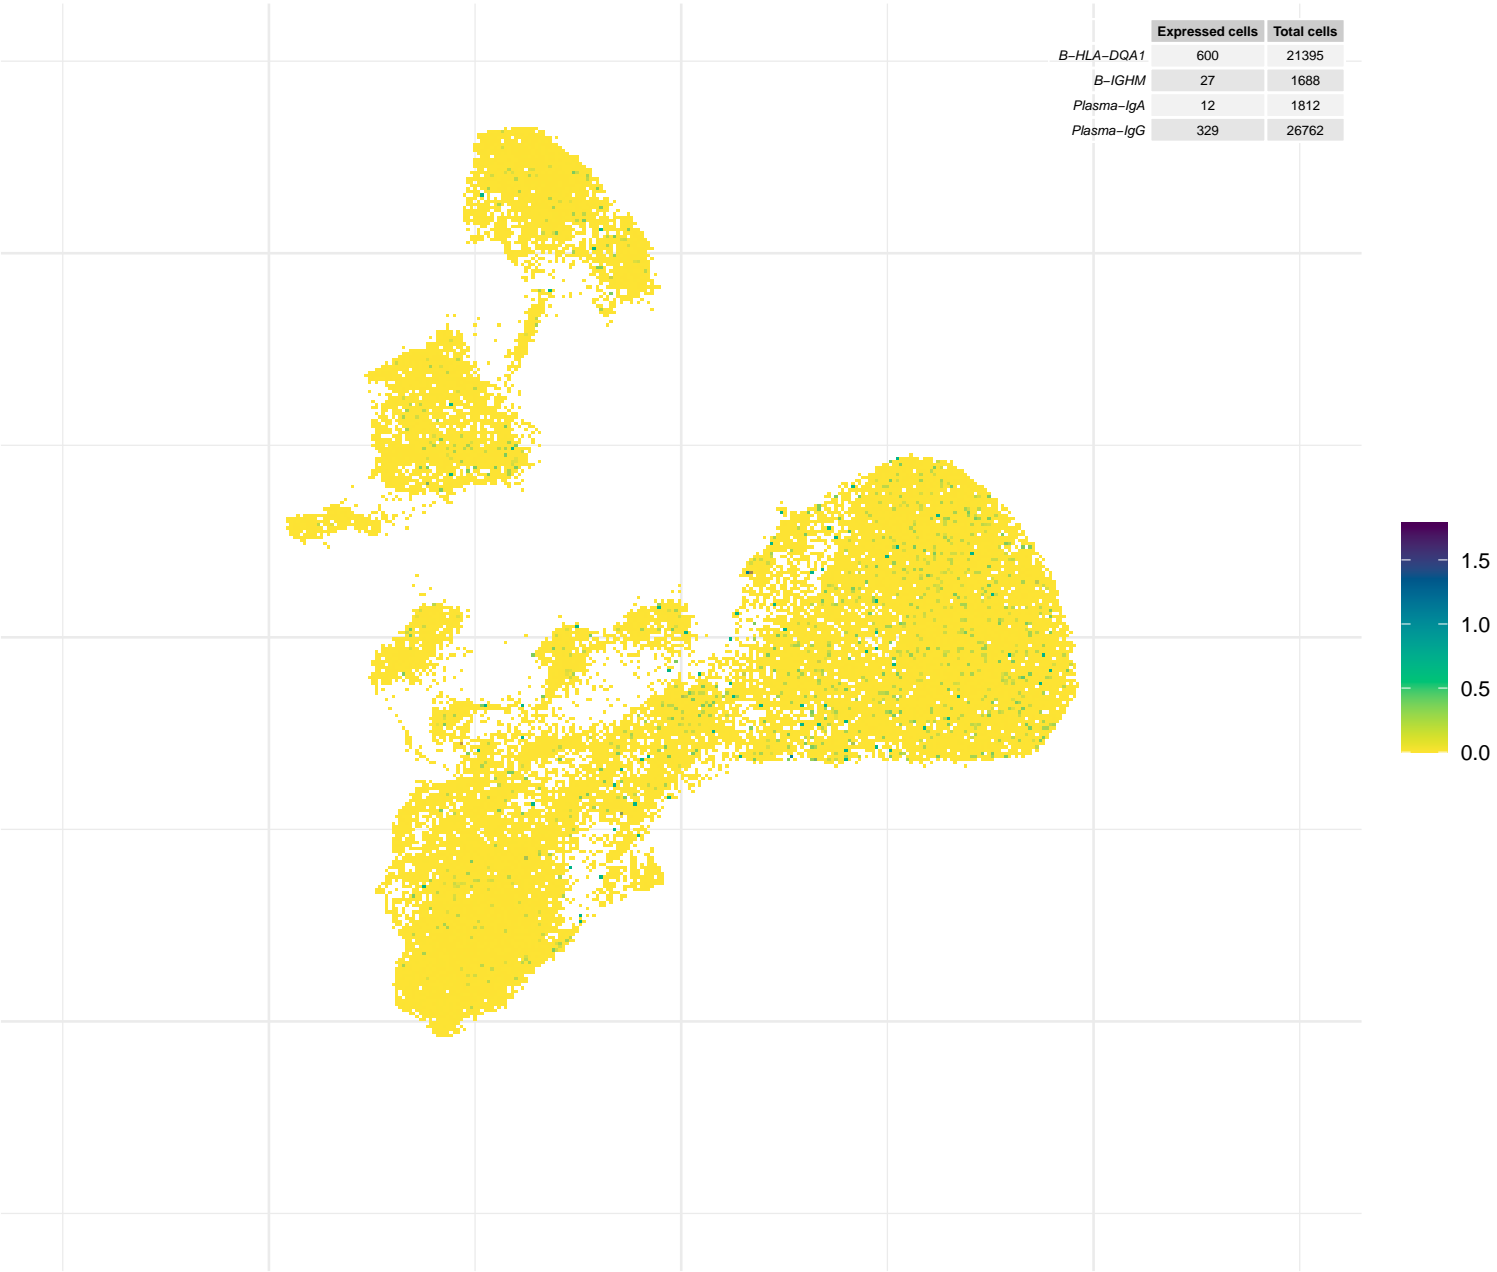 Expressed cells Total cells
B−HLA−DQA1 600 21395
B−IGHM 27 1688
Plasma−IgA 12 1812
Plasma−IgG 329 26762
1.5
1.0
0.5
0.0